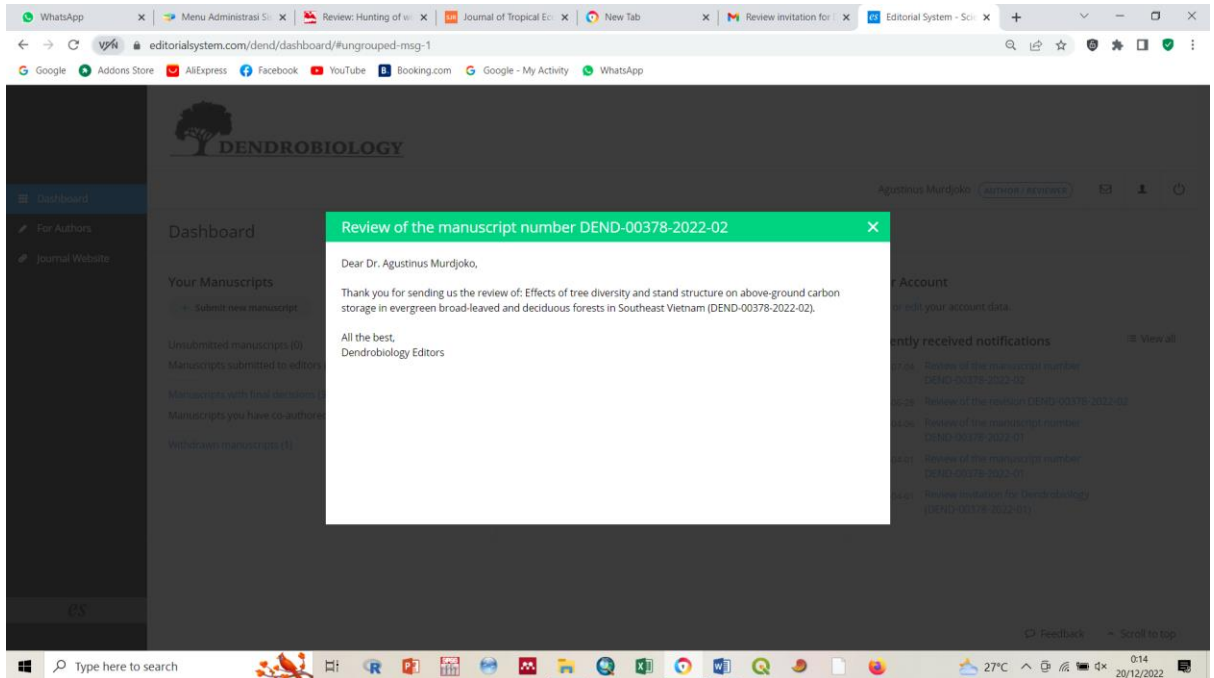 WhatsApp
Menu Administrasi Si
Review: Hunting of wi
Journal of Tropical Ec
New Tab
Review invitation for
Editorial System - Scie
VPN
editorialsystem.com/dend/dashboard/#ungrouped-msg-1
Google
Addons Store
AliExpress
Facebook
YouTube
Booking.com
Google - My Activity
WhatsApp
DENDROBIOLOGY
Agustinus Murdjoko
AUTHOR / REVIEWER
Dashboard
For Authors
Journal Website
Dashboard
Your Manuscripts
+ Submit new manuscript
Unsubmitted manuscripts (0)
Manuscripts submitted to editors
Manuscripts with final decisions
Manuscripts you have co-authored
Withdrawn manuscripts (1)
Review of the manuscript number DEND-00378-2022-02
Dear Dr. Agustinus Murdjoko,
Thank you for sending us the review of: Effects of tree diversity and stand structure on above-ground carbon
storage in evergreen broad-leaved and deciduous forests in Southeast Vietnam (DEND-00378-2022-02).
All the best,
Dendrobiology Editors
r Account
or edit your account data
ently received notifications
View all
Review of the manuscript number
DEND-00378-2022-02
Review of the revision DEND-00378-2022-02
Review of the manuscript number
DEND-00378-2022-01
Review of the manuscript number
DEND-00378-2022-01
Review invitation for Dendrobiology
(DEND-00378-2022-01)
es
Feedback
Scroll to top
Type here to search
27°C
0:14
20/12/2022